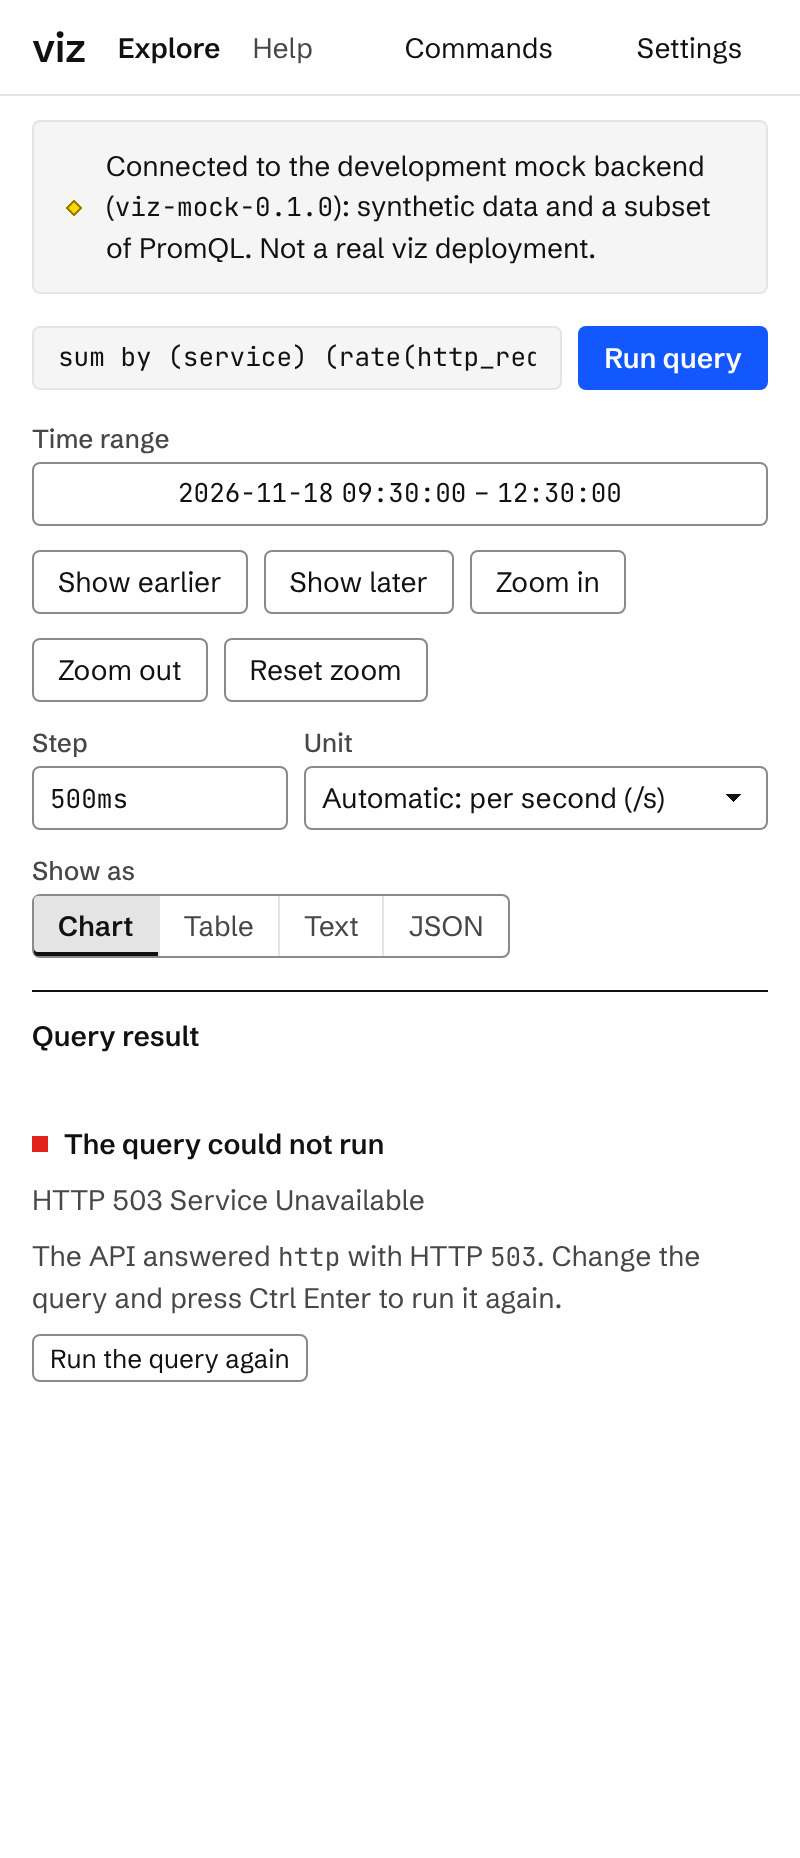 viz Explore Help Commands Settings
Connected to the development mock backend
(viz-mock-0.1.0): synthetic data and a subset
of PromQL. Not a real viz deployment.
sum by (service) (rate(http_rec Run query
Time range
2026-11-18 09:30:00 – 12:30:00
Show earlier Show later Zoom in
Zoom out Reset zoom
Step Unit
500ms Automatic: per second (/s)
Show as
Chart Table Text JSON
Query result
The query could not run
HTTP 503 Service Unavailable
The API answered http with HTTP 503. Change the
query and press Ctrl Enter to run it again.
Run the query again